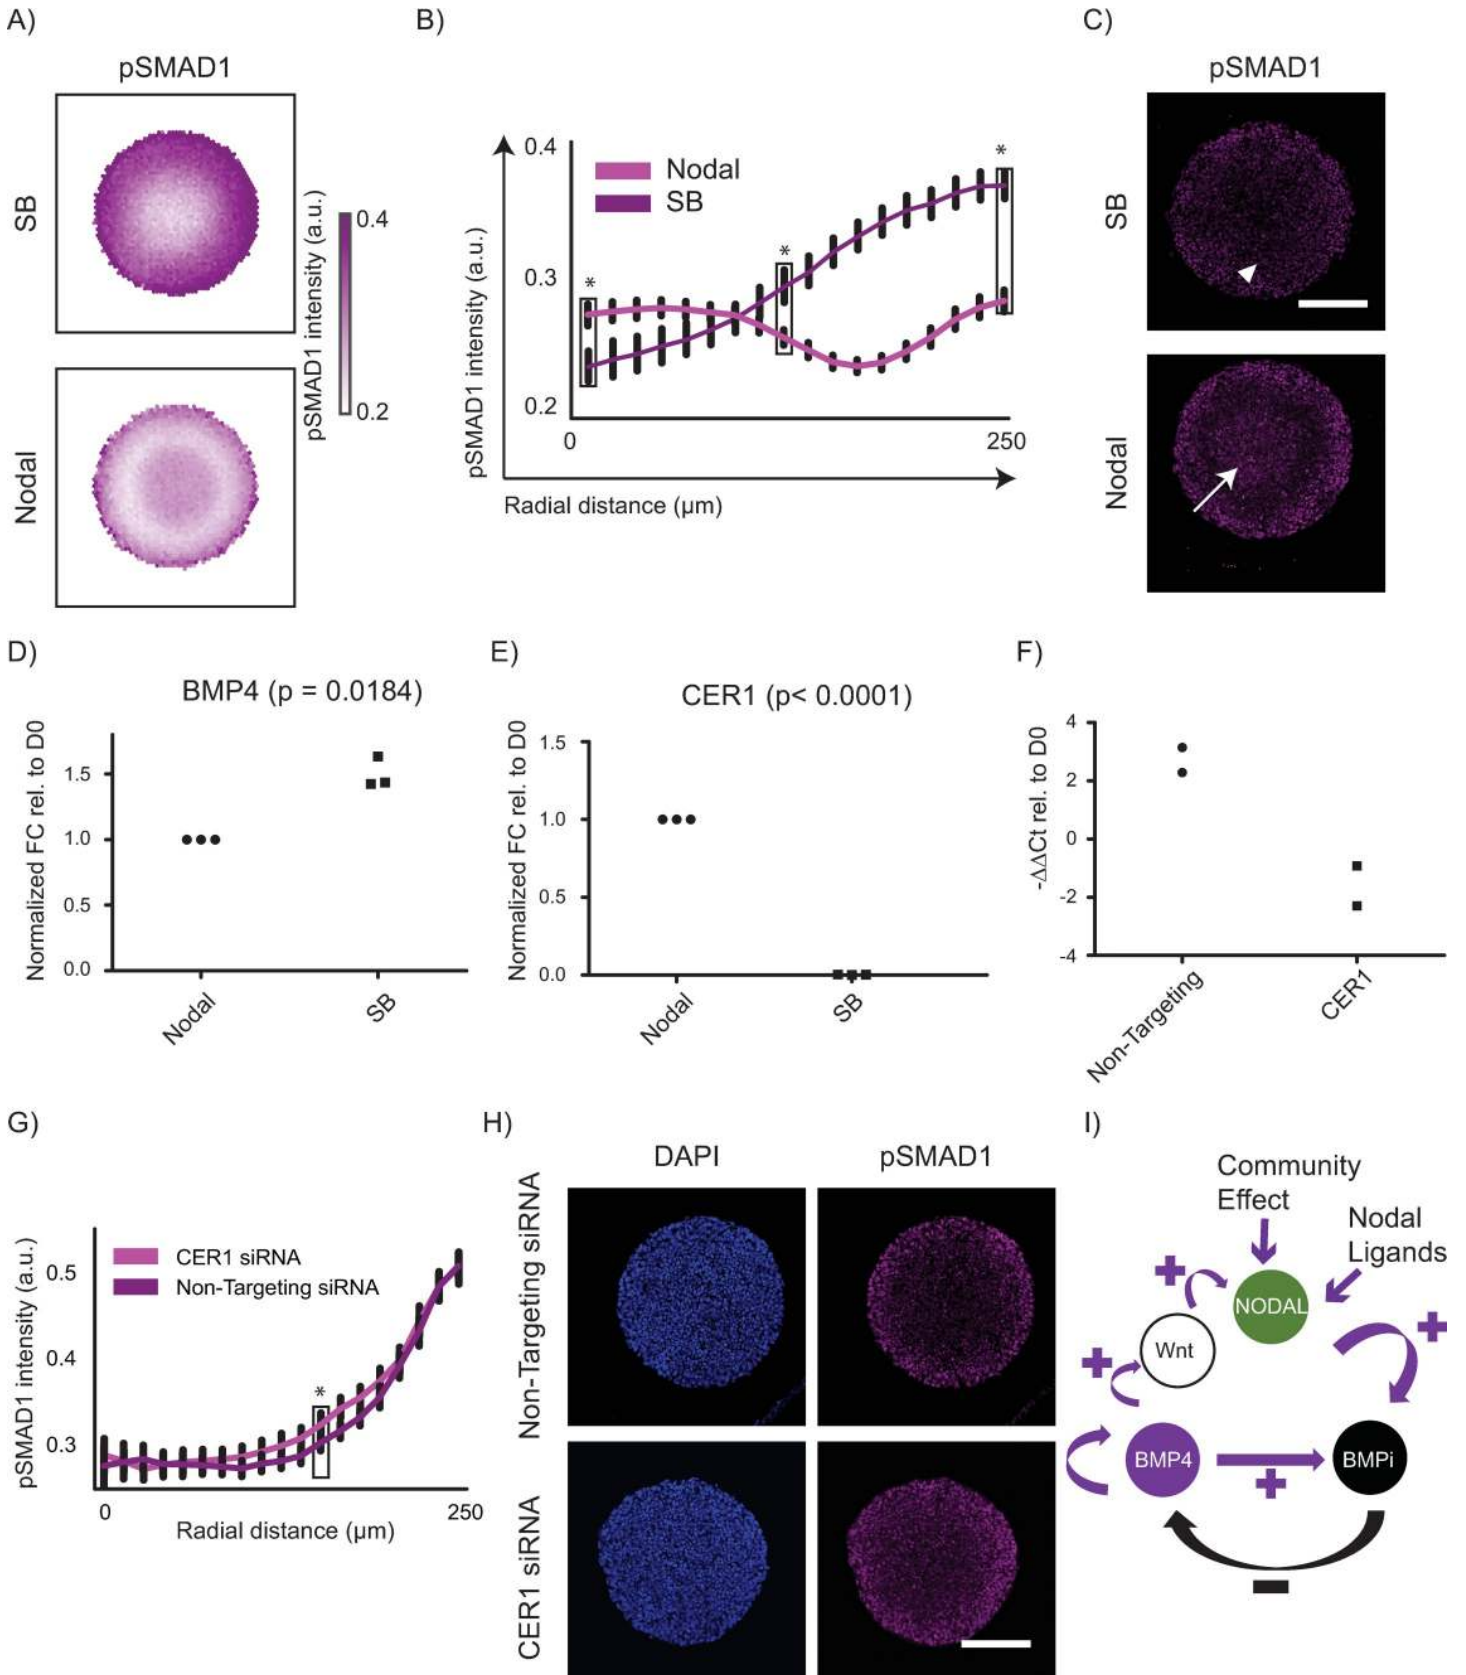 A)
pSMAD1
SB
Nodal
pSMAD1 intensity (a.u.)
0.4
0.2
B)
0.4
0.3
0.2
pSMAD1 intensity (a.u.)
Nodal
SB
*
*
*
0
250
Radial distance (µm)
C)
pSMAD1
SB
Nodal
D)
BMP4 (p = 0.0184)
Normalized FC rel. to D0
1.5
1.0
0.5
0.0
Nodal
SB
E)
CER1 (p< 0.0001)
Normalized FC rel. to D0
1.5
1.0
0.5
0.0
Nodal
SB
F)
-ΔΔCt rel. to D0
4
2
0
-2
-4
Non-Targeting
CER1
G)
pSMAD1 intensity (a.u.)
0.5
0.4
0.3
CER1 siRNA
Non-Targeting siRNA
*
0
250
Radial distance (µm)
H)
DAPI
pSMAD1
Non-Targeting siRNA
CER1 siRNA
I)
Community
Effect
Nodal
Ligands
NODAL
Wnt
BMP4
BMPi